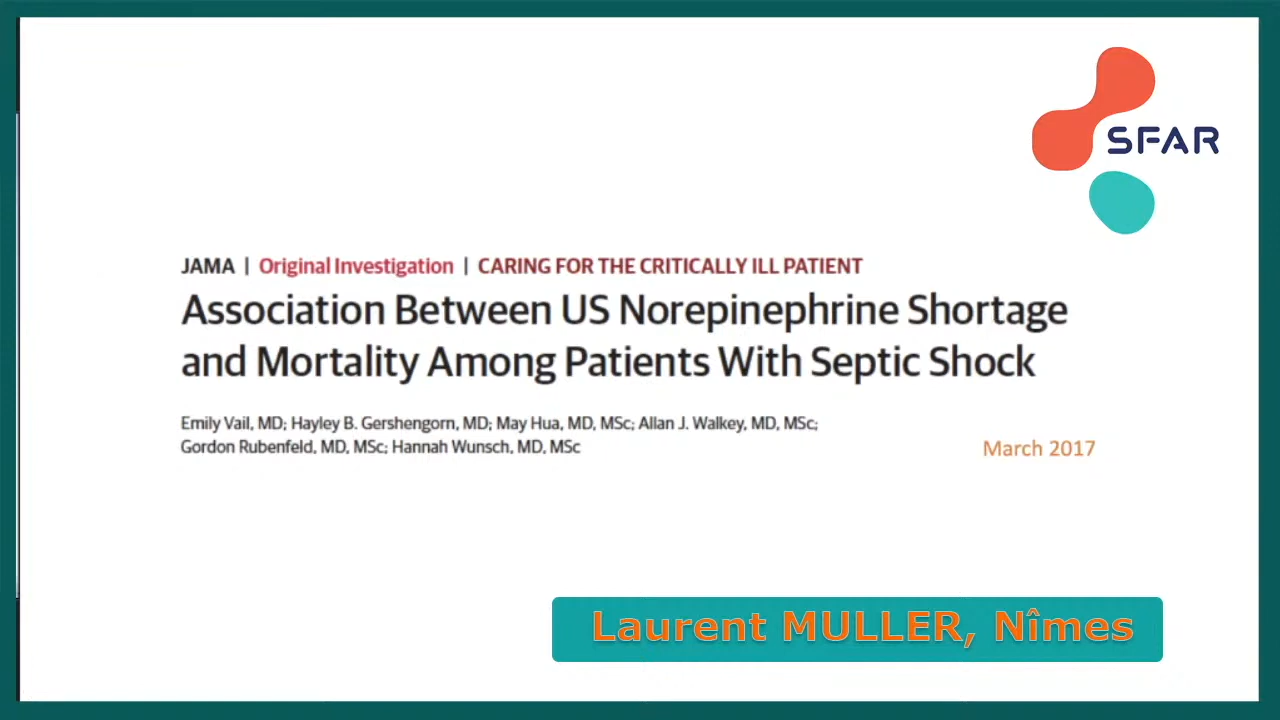 SFAR
JAMA | Original Investigation | CARING FOR THE CRITICALLY ILL PATIENT
Association Between US Norepinephrine Shortage
and Mortality Among Patients With Septic Shock
Emily Vail, MD; Hayley B. Gershengorn, MD; May Hua, MD, MSc; Allan J. Walkey, MD, MSc;
Gordon Rubenfeld, MD, MSc; Hannah Wunsch, MD, MSc
March 2017
Laurent MULLER, Nîmes